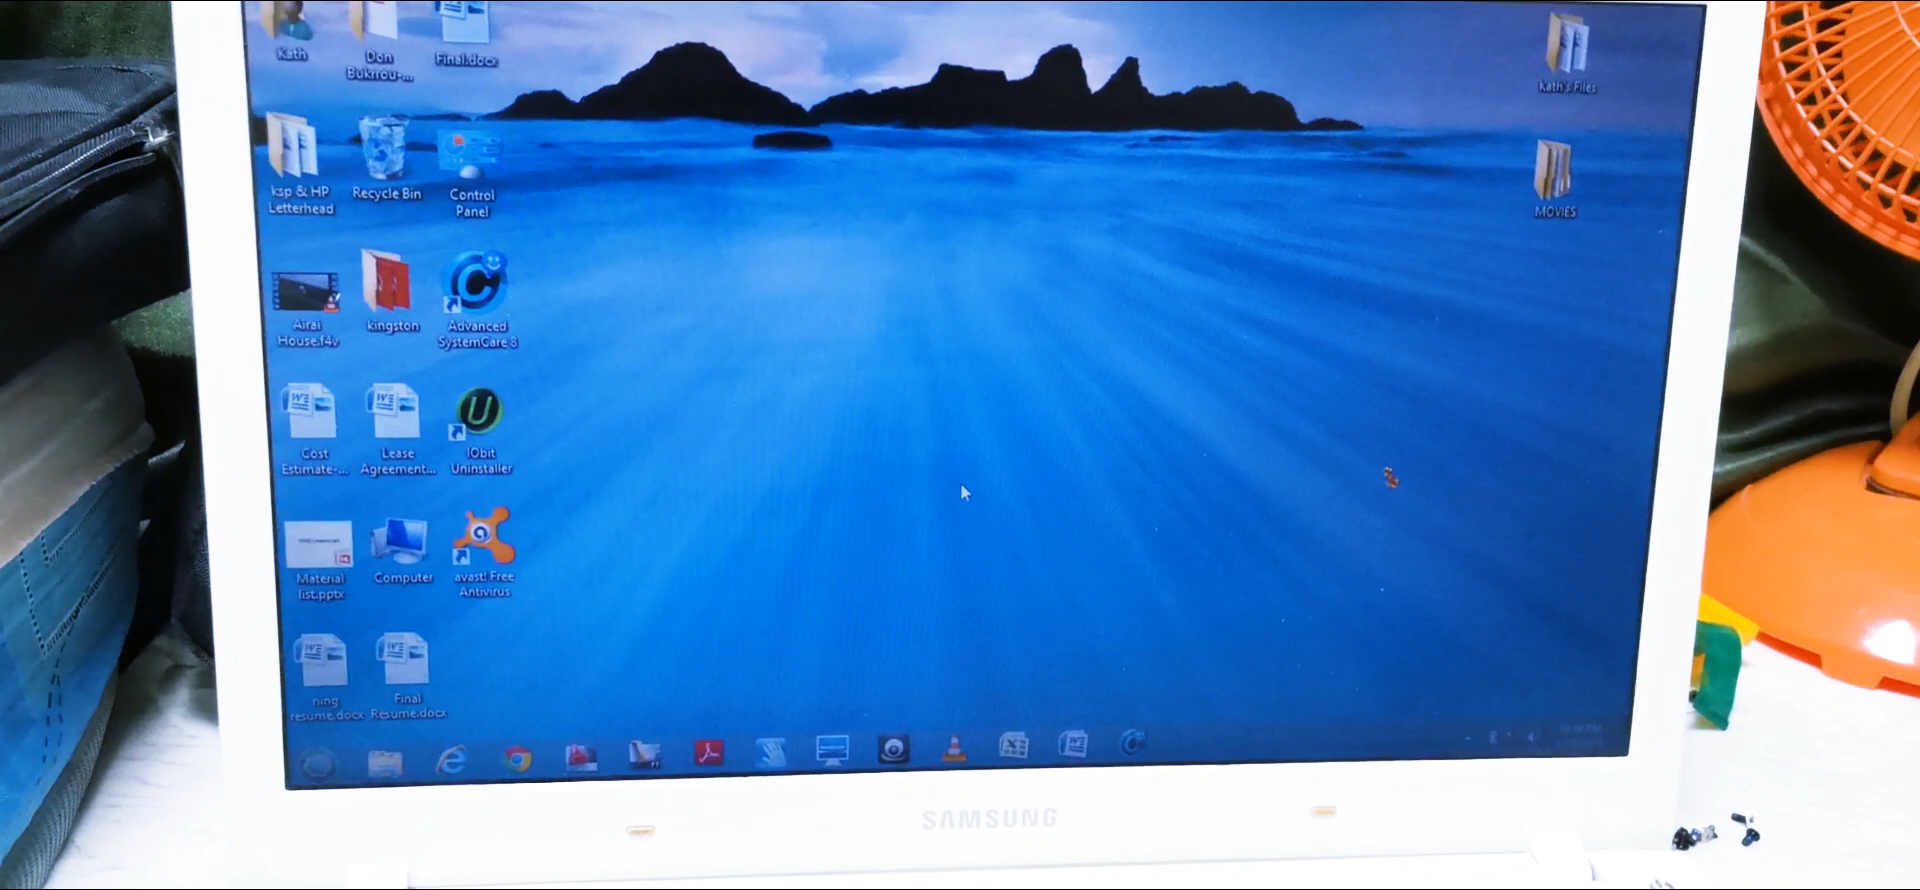 Kath
Don
Bukrrou-...
Final.docx
Kath's Files
ksp & HP
Letterhead
Recycle Bin
Control
Panel
MOVIES
Airai
House.f4v
kingston
Advanced
SystemCare 8
Cost
Estimate-...
Lease
Agreement...
IObit
Uninstaller
Material
list.pptx
Computer
avast! Free
Antivirus
ning
resume.docx
Final
Resume.docx
SAMSUNG